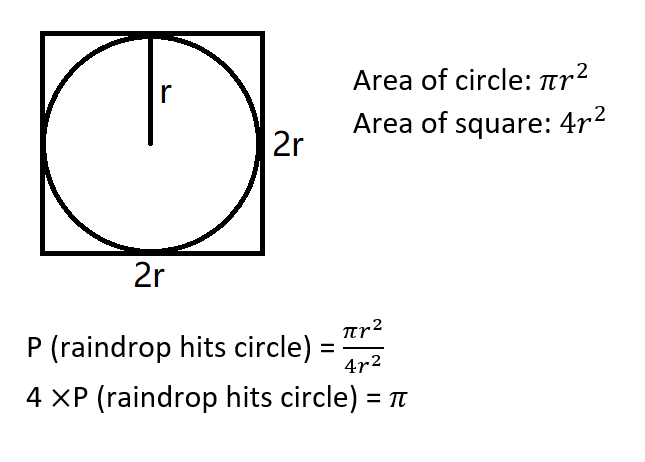 r
Area of circle: πr²
Area of square: 4r²
2r
2r
P (raindrop hits circle) = πr²/4r²
4 ×P (raindrop hits circle) = π